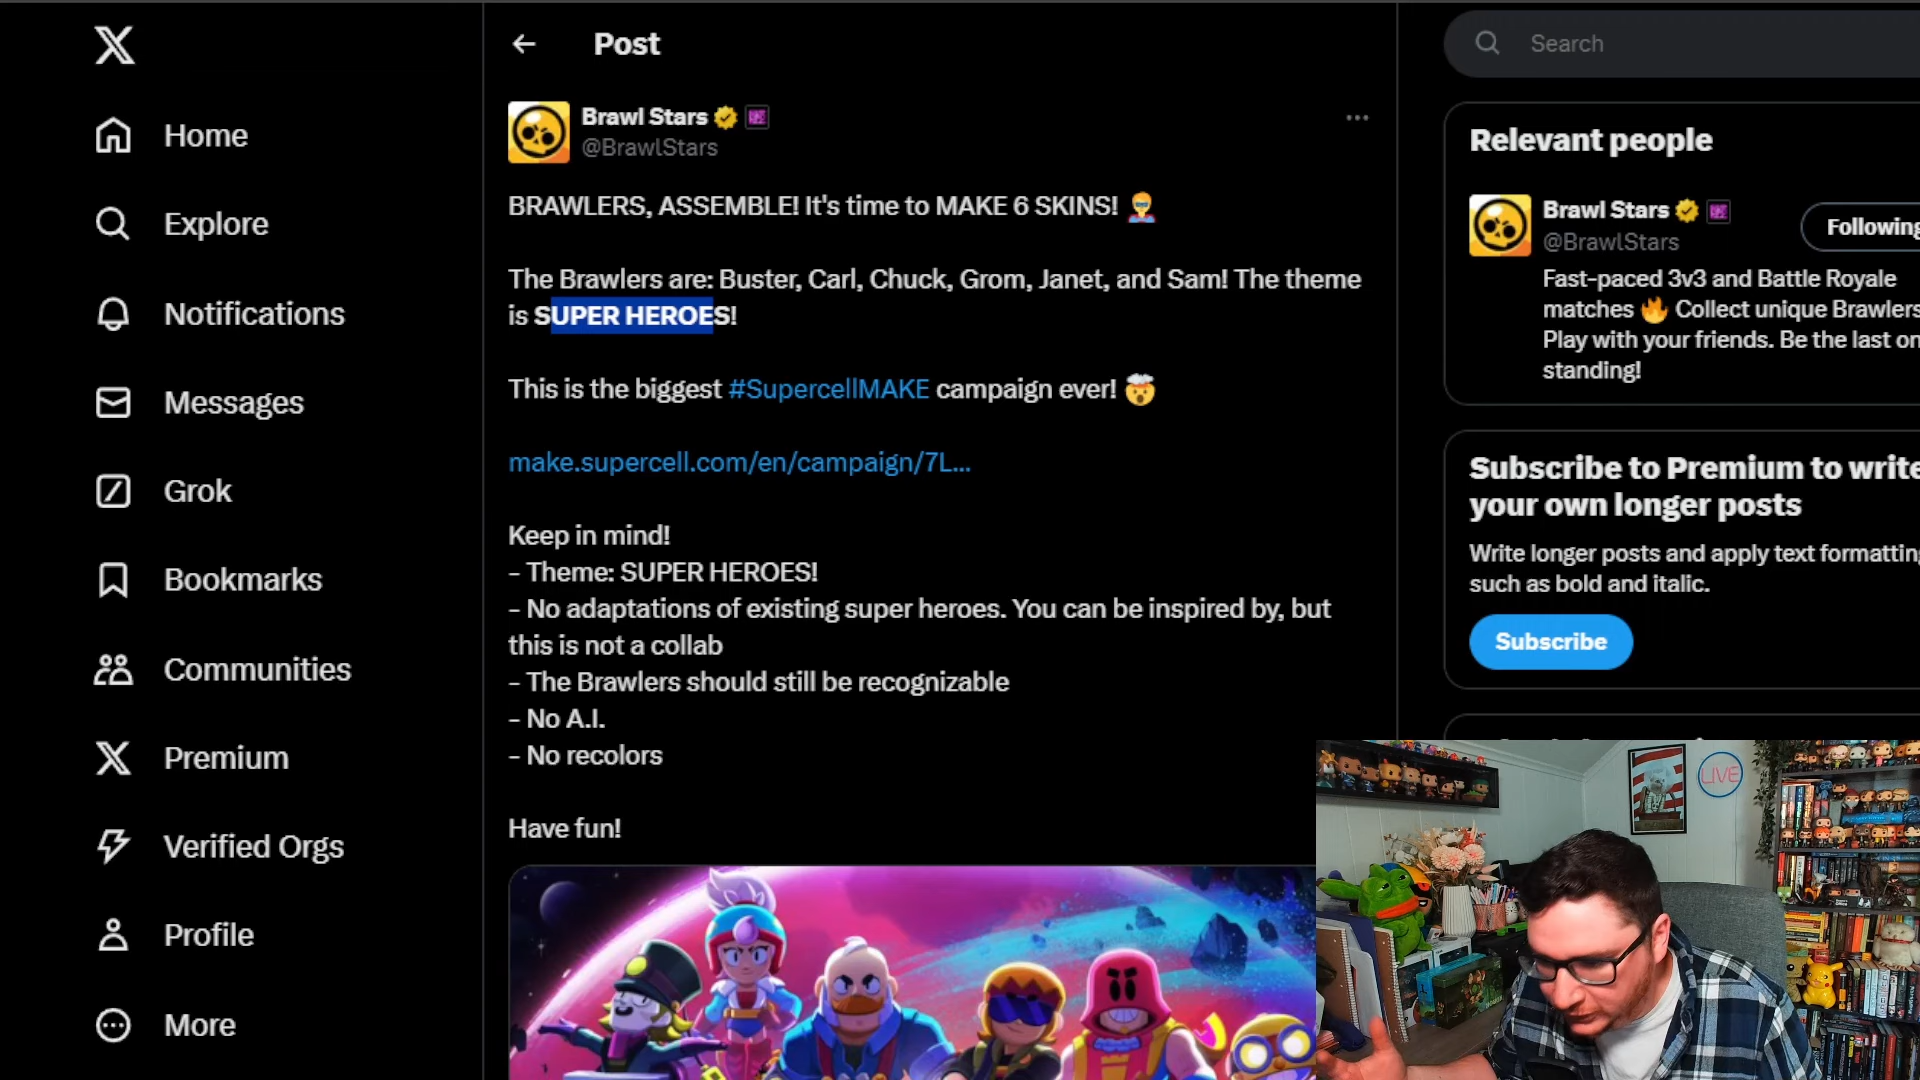 Home
Explore
Notifications
Messages
Grok
Bookmarks
Communities
Premium
Verified Orgs
Profile
More
Post
Brawl Stars
@BrawlStars
BRAWLERS, ASSEMBLE! It's time to MAKE 6 SKINS!
The Brawlers are: Buster, Carl, Chuck, Grom, Janet, and Sam! The theme
is SUPER HEROES!
This is the biggest #SupercellMAKE campaign ever!
make.supercell.com/en/campaign/7L...
Keep in mind!
- Theme: SUPER HEROES!
- No adaptations of existing super heroes. You can be inspired by, but
this is not a collab
- The Brawlers should still be recognizable
- No A.I.
- No recolors
Have fun!
Search
Relevant people
Brawl Stars
@BrawlStars
Following
Fast-paced 3v3 and Battle Royale
matches Collect unique Brawlers
Play with your friends. Be the last
standing!
Subscribe to Premium to write
your own longer posts
Write longer posts and apply text formatting
such as bold and italic.
Subscribe
LIVE